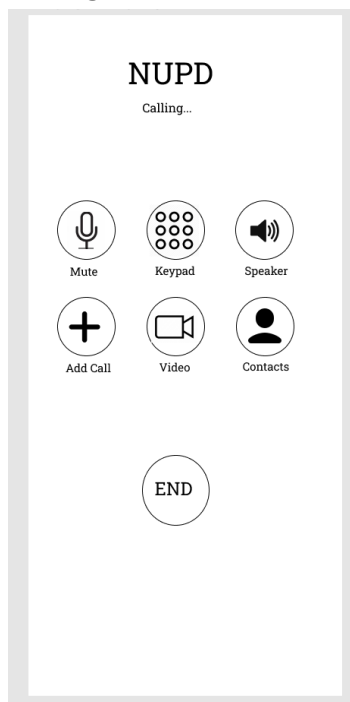 NUPD
Calling...
Mute Keypad Speaker
Add Call Video Contacts
END